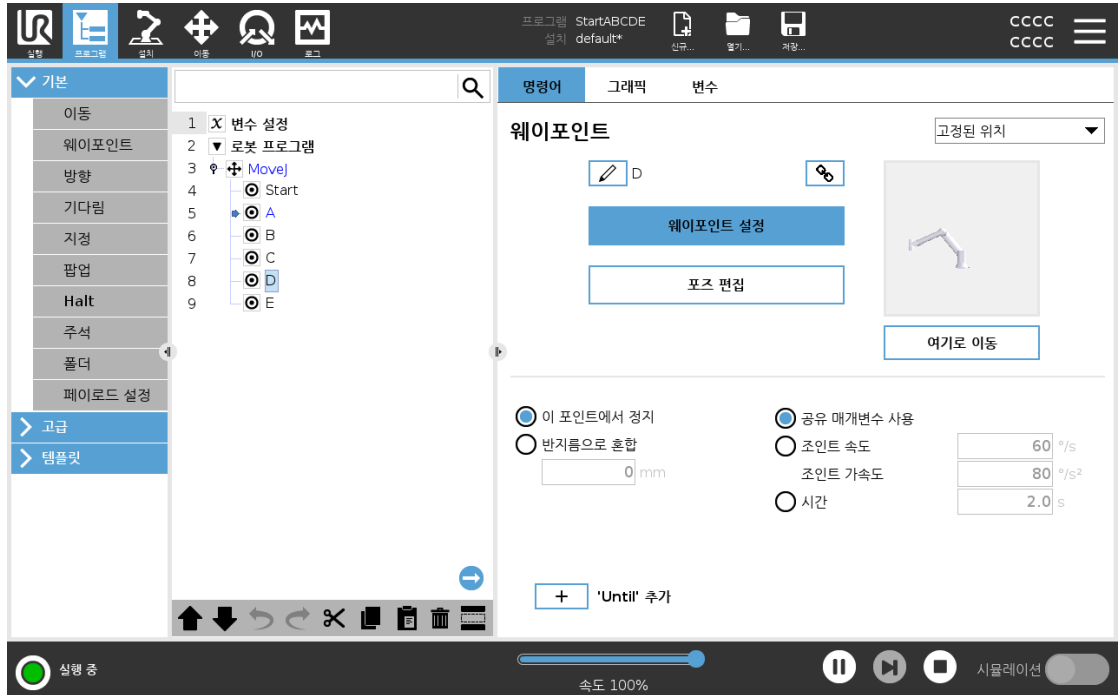 UR
프로그램 StartABCDE
설치 default*
신규...
열기...
저장...
CCCC
CCCC
실행
프로그램
설치
이동
I/O
로그
기본
이동
웨이포인트
방향
기다림
지정
팝업
Halt
주석
폴더
페이로드 설정
고급
템플릿
1 X 변수 설정
2 로봇 프로그램
3 MoveJ
4 Start
5 A
6 B
7 C
8 D
9 E
명령어 그래픽 변수
웨이포인트
고정된 위치
D
웨이포인트 설정
포즈 편집
여기로 이동
이 포인트에서 정지
반지름으로 혼합
0 mm
공유 매개변수 사용
조인트 속도 60 °/s
조인트 가속도 80 °/s²
시간 2.0 s
+ 'Until' 추가
실행 중
속도 100%
시뮬레이션